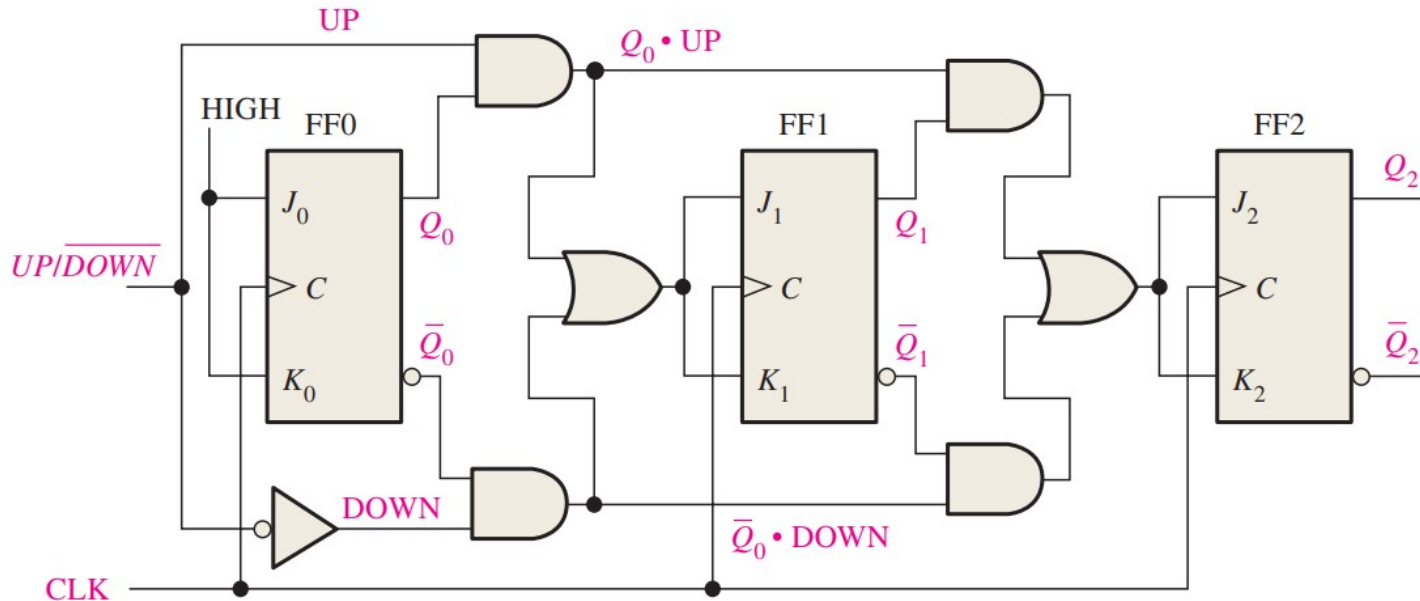 UP
Q₀ • UP
HIGH
FF0
FF1
FF2
J₀
Q₀
J₁
Q₁
J₂
Q₂
UP/D̅O̅W̅N̅
C
C
C
Q̅₀
Q̅₁
Q̅₂
K₀
K₁
K₂
DOWN
Q̅₀ • DOWN
CLK